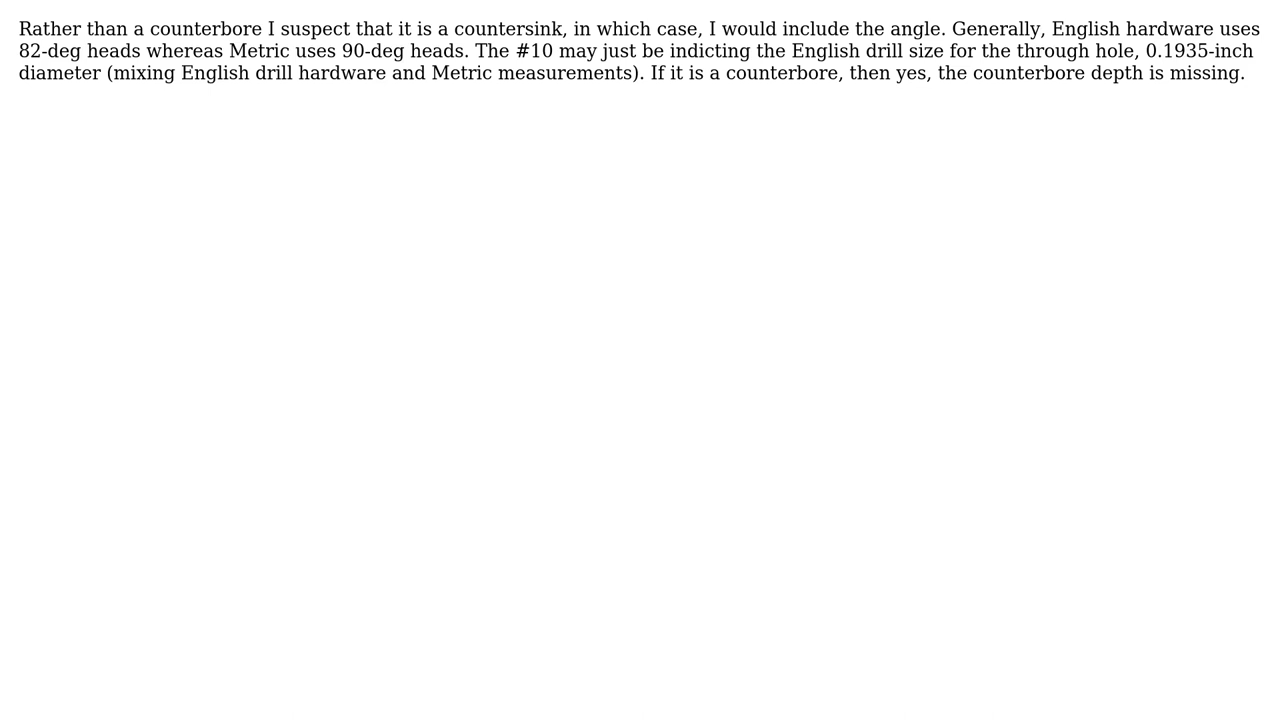 Rather than a counterbore I suspect that it is a countersink, in which case, I would include the angle. Generally, English hardware uses
82-deg heads whereas Metric uses 90-deg heads. The #10 may just be indicting the English drill size for the through hole, 0.1935-inch
diameter (mixing English drill hardware and Metric measurements). If it is a counterbore, then yes, the counterbore depth is missing.